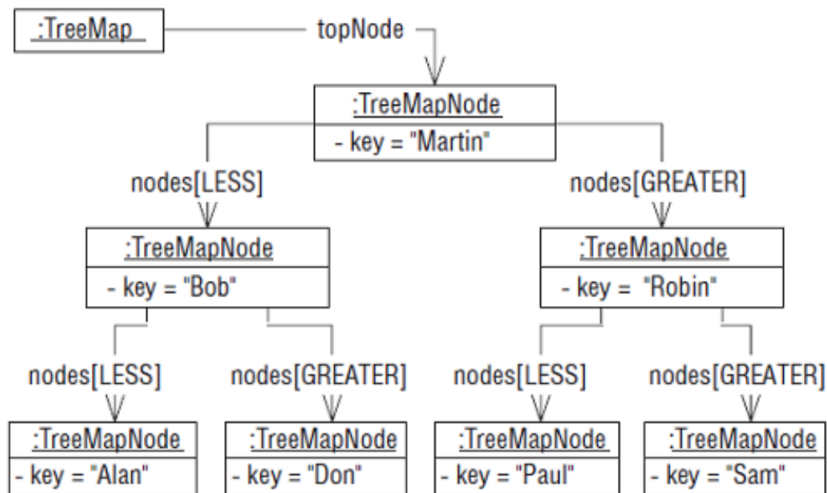 :TreeMap
topNode
:TreeMapNode
- key = "Martin"
nodes[LESS]
nodes[GREATER]
:TreeMapNode
- key = "Bob"
:TreeMapNode
- key = "Robin"
nodes[LESS]
nodes[GREATER]
nodes[LESS]
nodes[GREATER]
:TreeMapNode
- key = "Alan"
:TreeMapNode
- key = "Don"
:TreeMapNode
- key = "Paul"
:TreeMapNode
- key = "Sam"